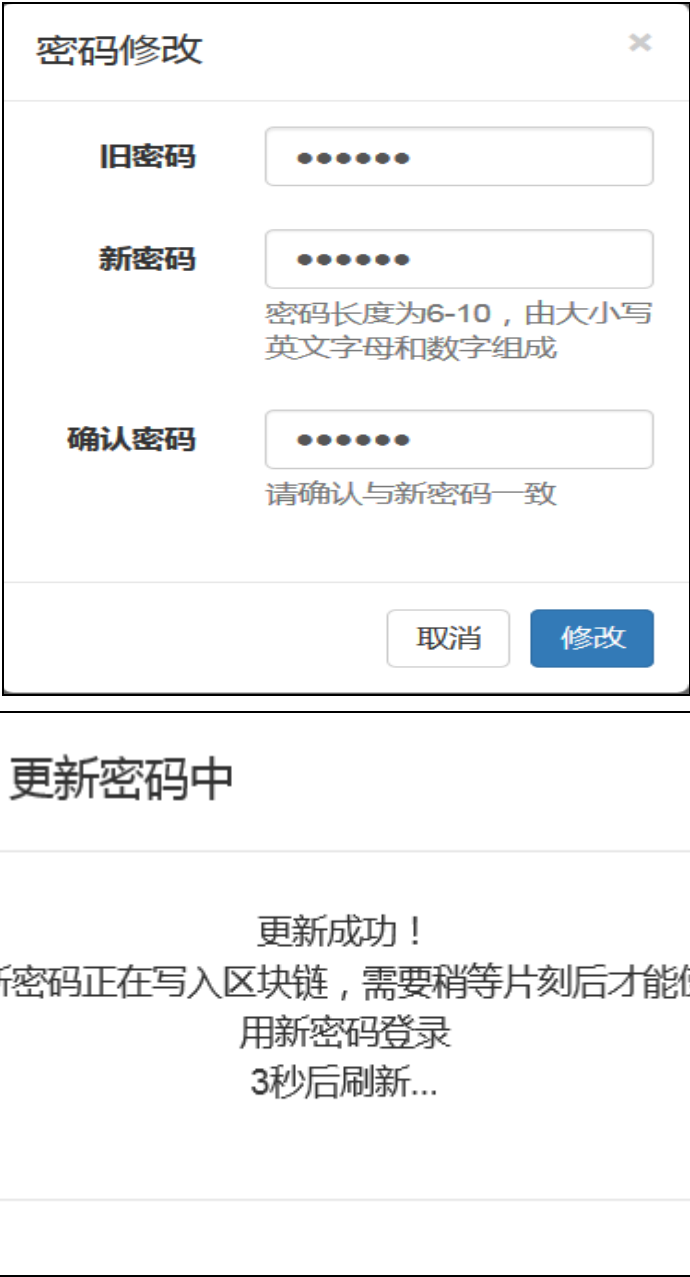 密码修改 ×
旧密码 ●●●●●●
新密码 ●●●●●●
密码长度为6-10，由大小写
英文字母和数字组成
确认密码 ●●●●●●
请确认与新密码一致
取消 修改
更新密码中
更新成功！
新密码正在写入区块链，需要稍等片刻后才能使
用新密码登录
3秒后刷新...